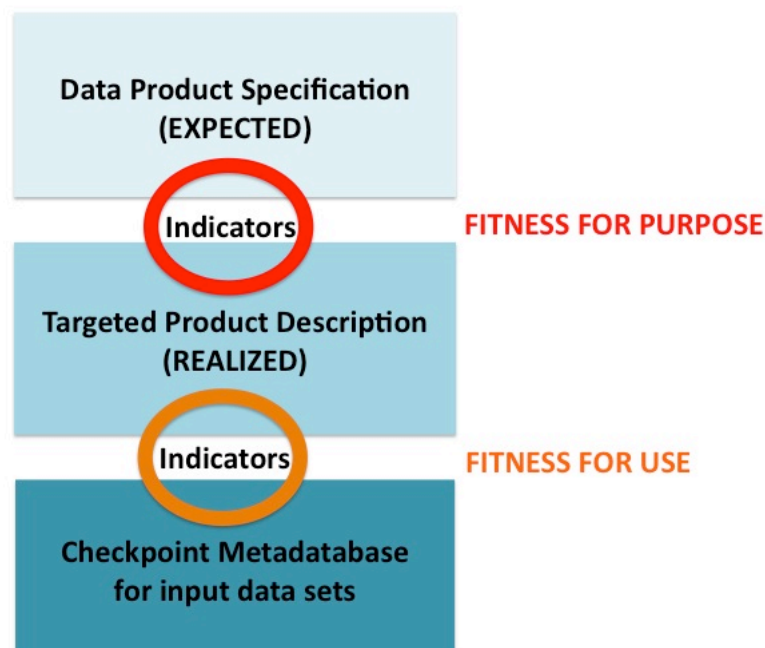 Data Product Specification
(EXPECTED)
Indicators
FITNESS FOR PURPOSE
Targeted Product Description
(REALIZED)
Indicators
FITNESS FOR USE
Checkpoint Metadatabase
for input data sets